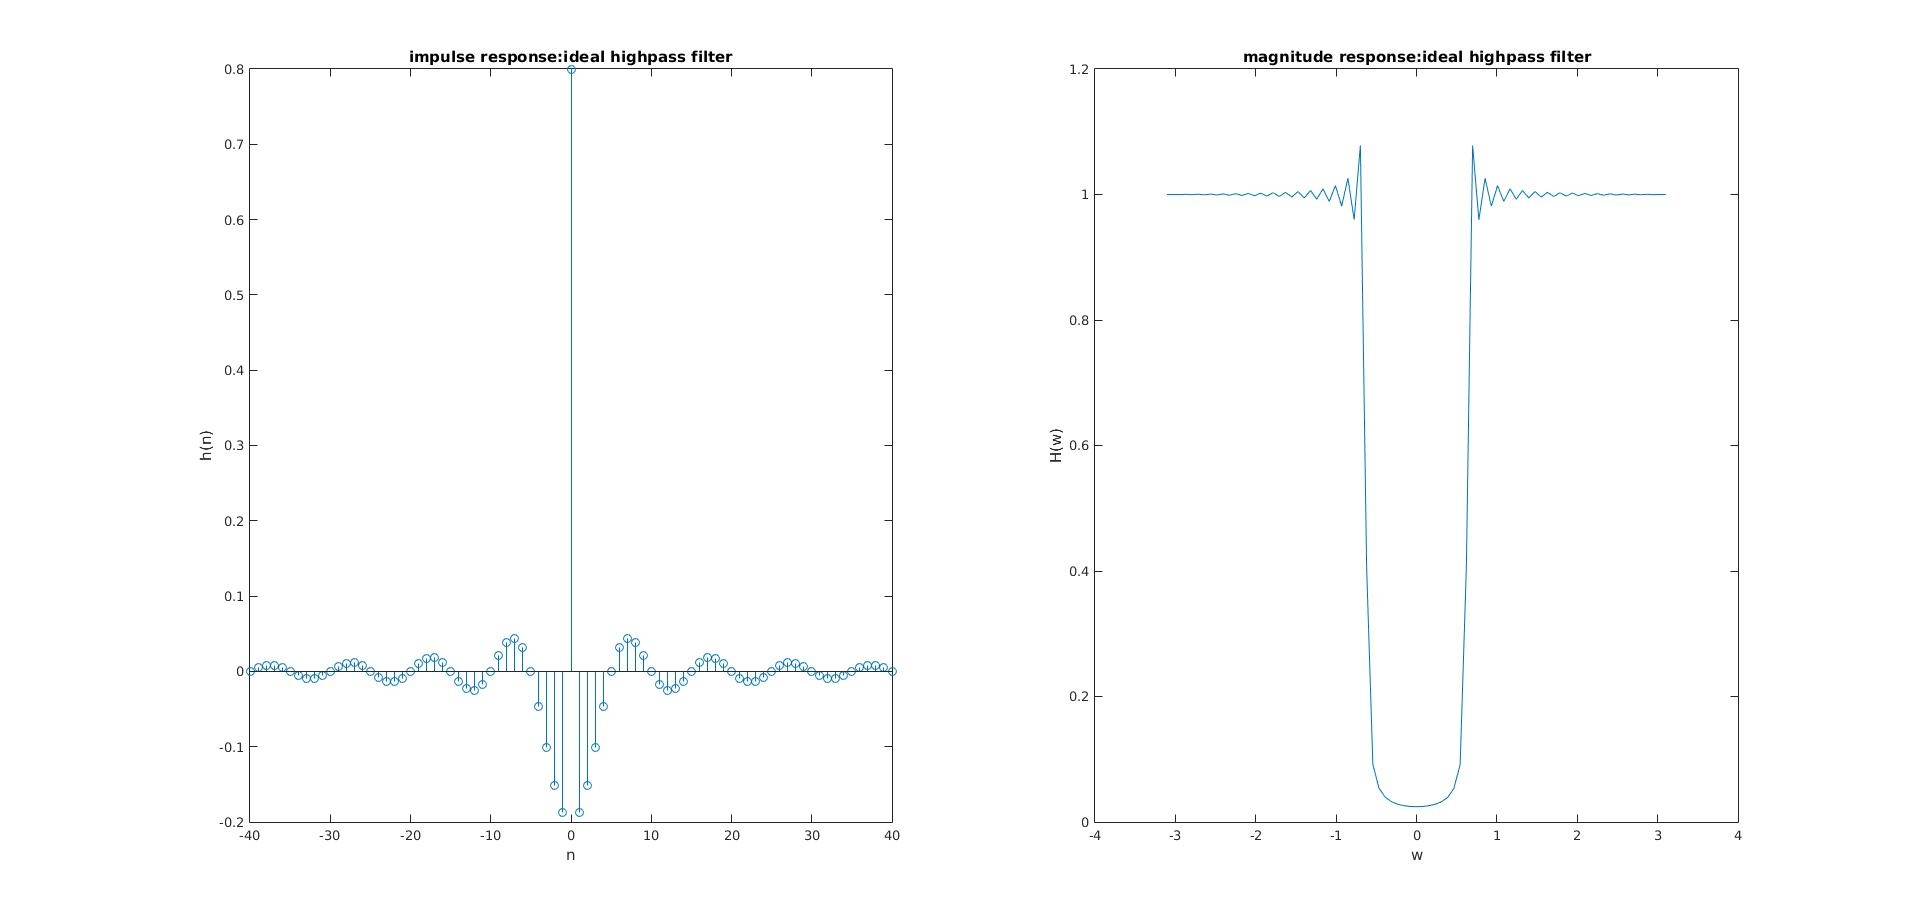 impulse response:ideal highpass filter
0.8
0.7
0.6
0.5
0.4
0.3
0.2
0.1
0
-0.1
-0.2
h(n)
-40 -30 -20 -10 0 10 20 30 40
n
magnitude response:ideal highpass filter
1.2
1
0.8
0.6
0.4
0.2
0
H(w)
-4 -3 -2 -1 0 1 2 3 4
w